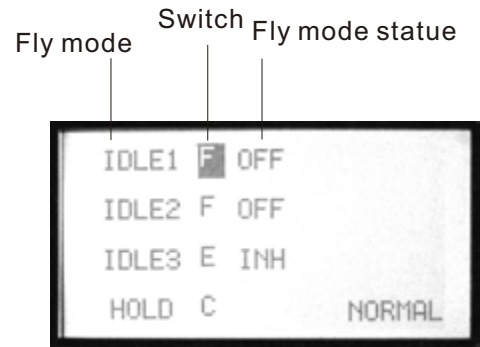 Fly mode Switch Fly mode statue
IDLE1 F OFF
IDLE2 F OFF
IDLE3 E INH
HOLD C NORMAL